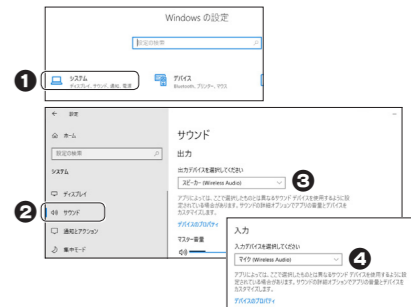 Windows の設定
設定の検索
❶
システム
ディスプレイ、サウンド、通知、電源
デバイス
Bluetooth、プリンター、マウス
← 設定
ホーム
設定の検索
システム
ディスプレイ
❷
サウンド
通知とアクション
集中モード
サウンド
出力
出力デバイスを選択してください
スピーカー (Wireless Audio)
❸
アプリによっては、ここで選択したものとは異なるサウンド デバイスを使用するように設
定されている場合があります。サウンドの詳細オプションでアプリの音量とデバイスを
カスタマイズします。
デバイスのプロパティ
マスター音量
入力
入力デバイスを選択してください
マイク (Wireless Audio)
❹
アプリによっては、ここで選択したものとは異なるサウンド デバイスを使用するように設
定されている場合があります。サウンドの詳細オプションでアプリの音量とデバイスを
カスタマイズします。
デバイスのプロパティ